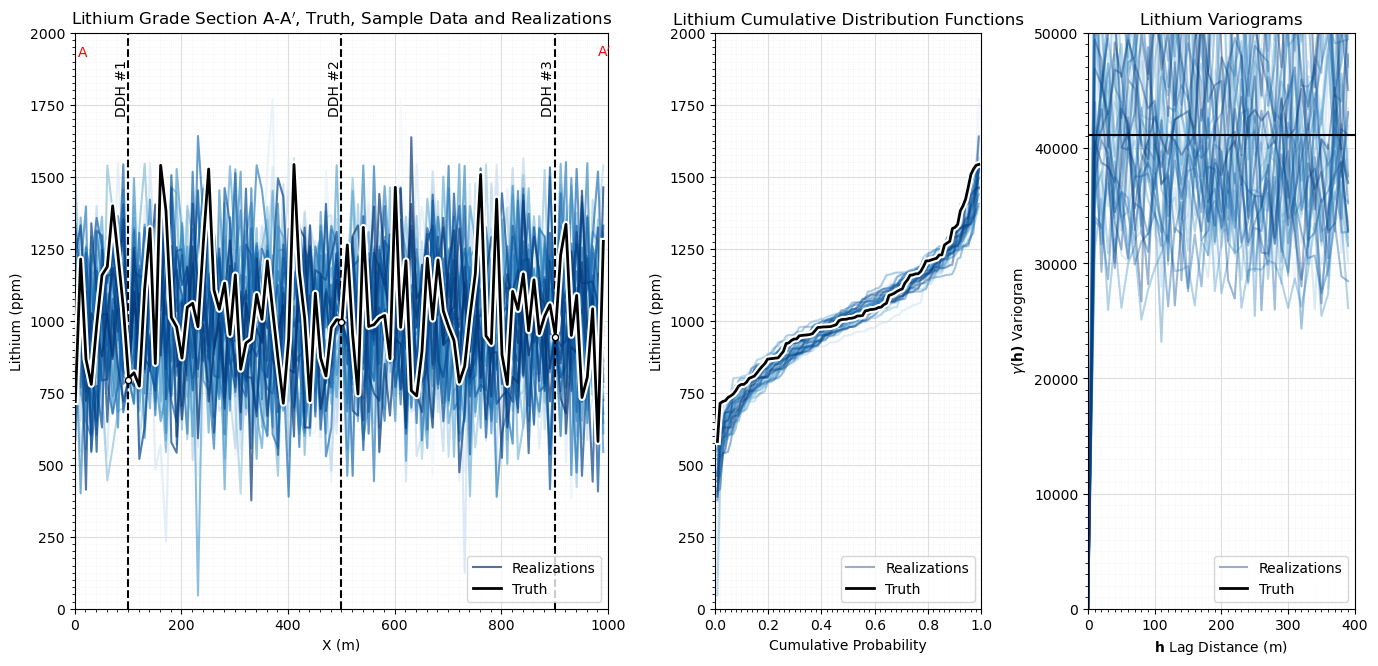 Lithium Grade Section A-A′, Truth, Sample Data and Realizations
A
A
DDH #1
DDH #2
DDH #3
Lithium (ppm)
2000
1750
1500
1250
1000
750
500
250
0
0
200
400
600
800
1000
X (m)
Realizations
Truth
Lithium Cumulative Distribution Functions
Lithium (ppm)
2000
1750
1500
1250
1000
750
500
250
0
0.0
0.2
0.4
0.6
0.8
1.0
Cumulative Probability
Realizations
Truth
Lithium Variograms
γ(h) Variogram
50000
40000
30000
20000
10000
0
0
100
200
300
400
h Lag Distance (m)
Realizations
Truth